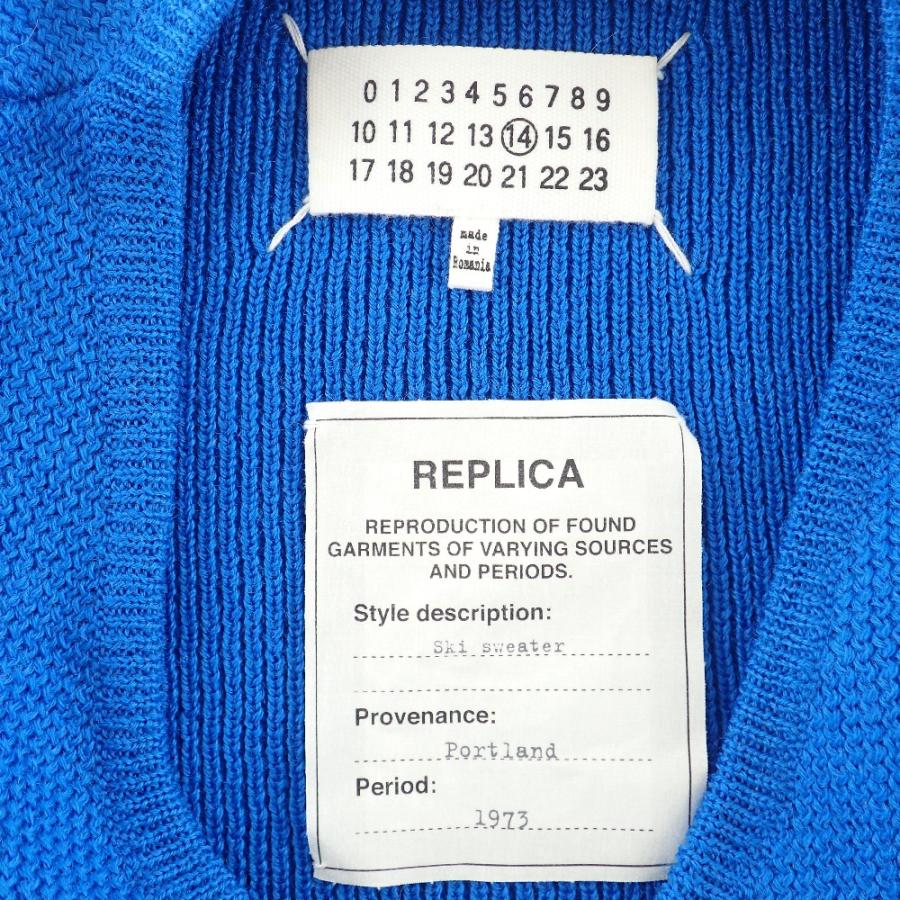 0 1 2 3 4 5 6 7 8 9
10 11 12 13 14 15 16
17 18 19 20 21 22 23
made
in
Romania
REPLICA
REPRODUCTION OF FOUND
GARMENTS OF VARYING SOURCES
AND PERIODS.
Style description:
Ski sweater
Provenance:
Portland
Period:
1973